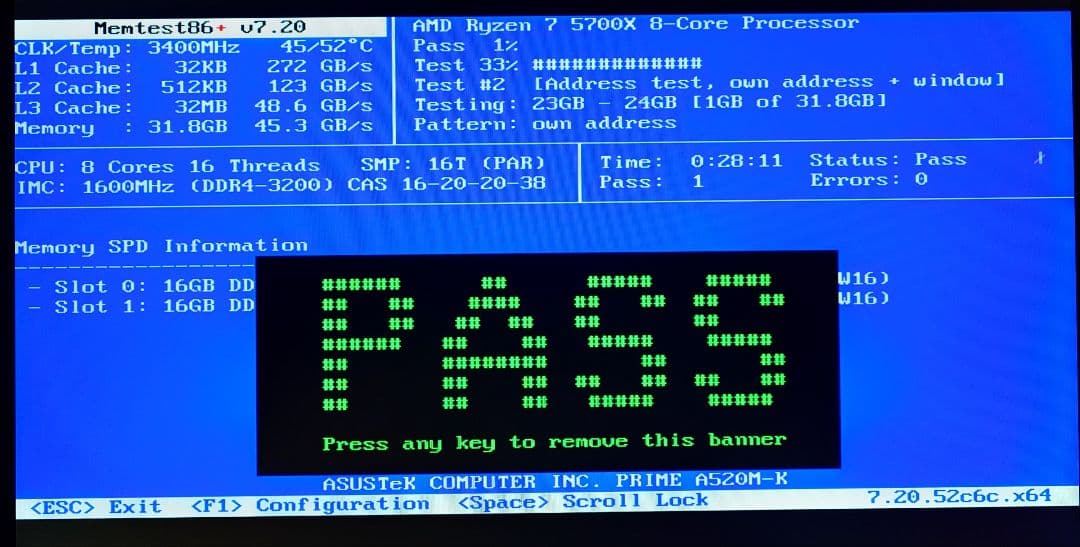 Memtest86+ v7.20
CLK/Temp: 3400MHz 45/52°C
L1 Cache: 32KB 272 GB/s
L2 Cache: 512KB 123 GB/s
L3 Cache: 32MB 48.6 GB/s
Memory : 31.8GB 45.3 GB/s
AMD Ryzen 7 5700X 8-Core Processor
Pass 1%
Test 33% #############
Test #2 [Address test, own address + window]
Testing: 23GB - 24GB [1GB of 31.8GB]
Pattern: own address
CPU: 8 Cores 16 Threads SMP: 16T (PAR)
IMC: 1600MHz (DDR4-3200) CAS 16-20-20-38
Time: 0:28:11 Status: Pass
Pass: 1 Errors: 0
Memory SPD Information
- Slot 0: 16GB DD W16)
- Slot 1: 16GB DD W16)
PASS
Press any key to remove this banner
ASUSTeK COMPUTER INC. PRIME A520M-K
<ESC> Exit <F1> Configuration <Space> Scroll Lock 7.20.52c6c.x64